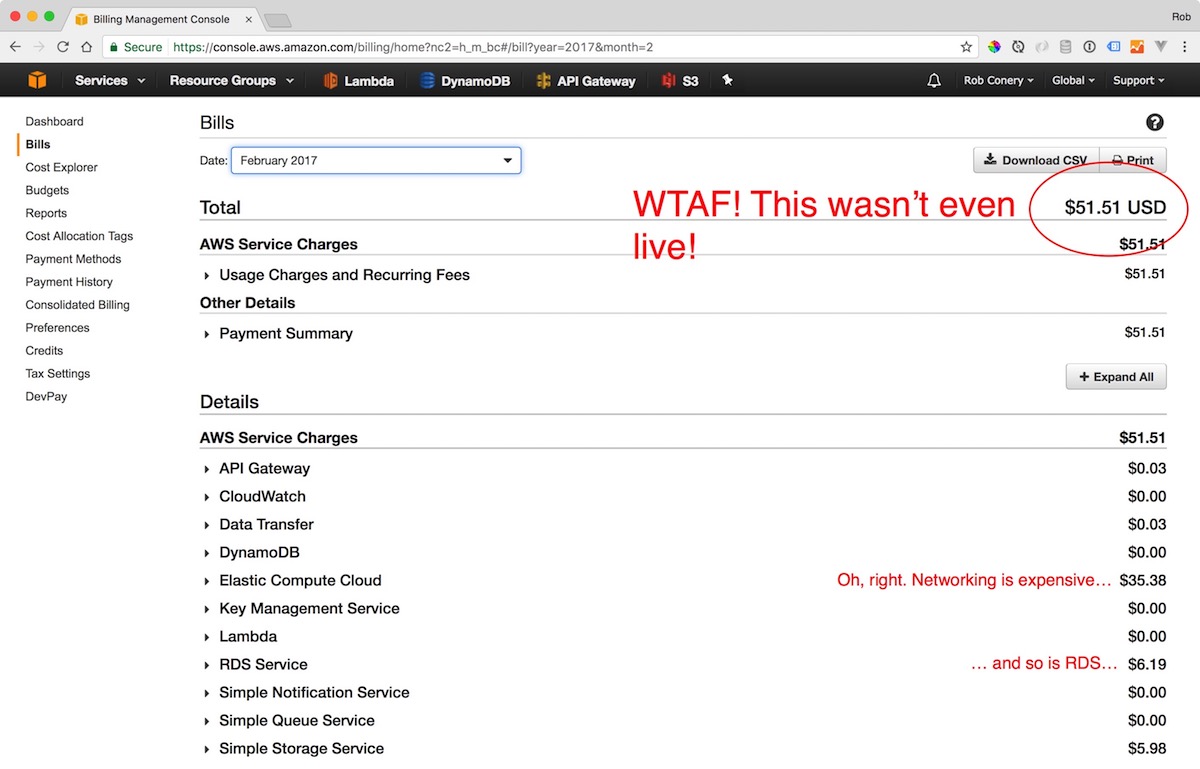 Billing Management Console
Rob
Secure https://console.aws.amazon.com/billing/home?nc2=h_m_bc#/bill?year=2017&month=2
Services Resource Groups Lambda DynamoDB API Gateway S3 Rob Conery Global Support
Dashboard
Bills
Cost Explorer
Budgets
Reports
Cost Allocation Tags
Payment Methods
Payment History
Consolidated Billing
Preferences
Credits
Tax Settings
DevPay
Bills
Date: February 2017
Download CSV Print
WTAF! This wasn't even
live!
Total $51.51 USD
AWS Service Charges $51.51
Usage Charges and Recurring Fees $51.51
Other Details
Payment Summary $51.51
+ Expand All
Details
AWS Service Charges $51.51
API Gateway $0.03
CloudWatch $0.00
Data Transfer $0.03
DynamoDB $0.00
Elastic Compute Cloud Oh, right. Networking is expensive… $35.38
Key Management Service $0.00
Lambda $0.00
RDS Service … and so is RDS… $6.19
Simple Notification Service $0.00
Simple Queue Service $0.00
Simple Storage Service $5.98